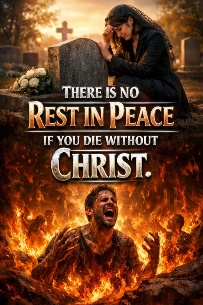 THERE IS NO
REST IN PEACE
IF YOU DIE WITHOUT
CHRIST.